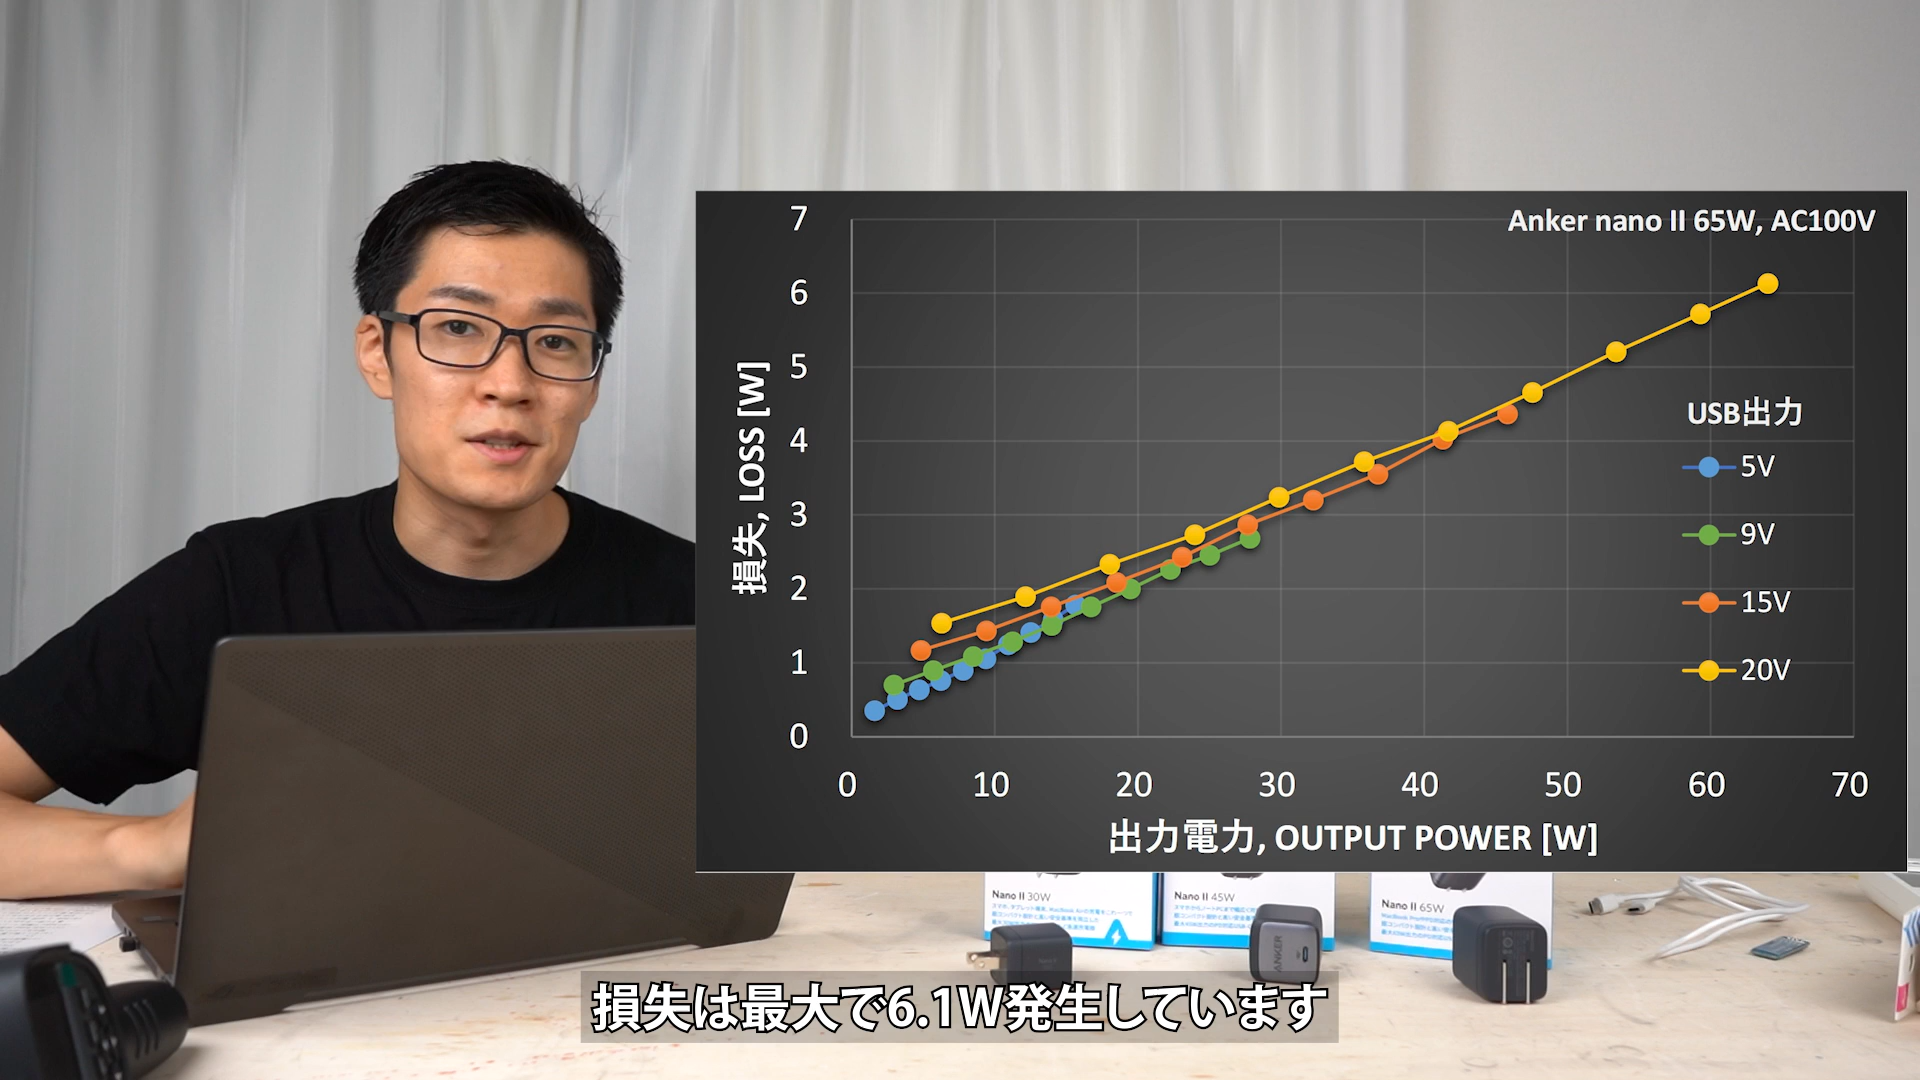 Anker nano II 65W, AC100V
7
6
5
4
3
2
1
0
損失, LOSS [W]
USB出力
5V
9V
15V
20V
0 10 20 30 40 50 60 70
出力電力, OUTPUT POWER [W]
Nano II 30W
Nano II 45W
Nano II 65W
ANKER
損失は最大で6.1W発生しています